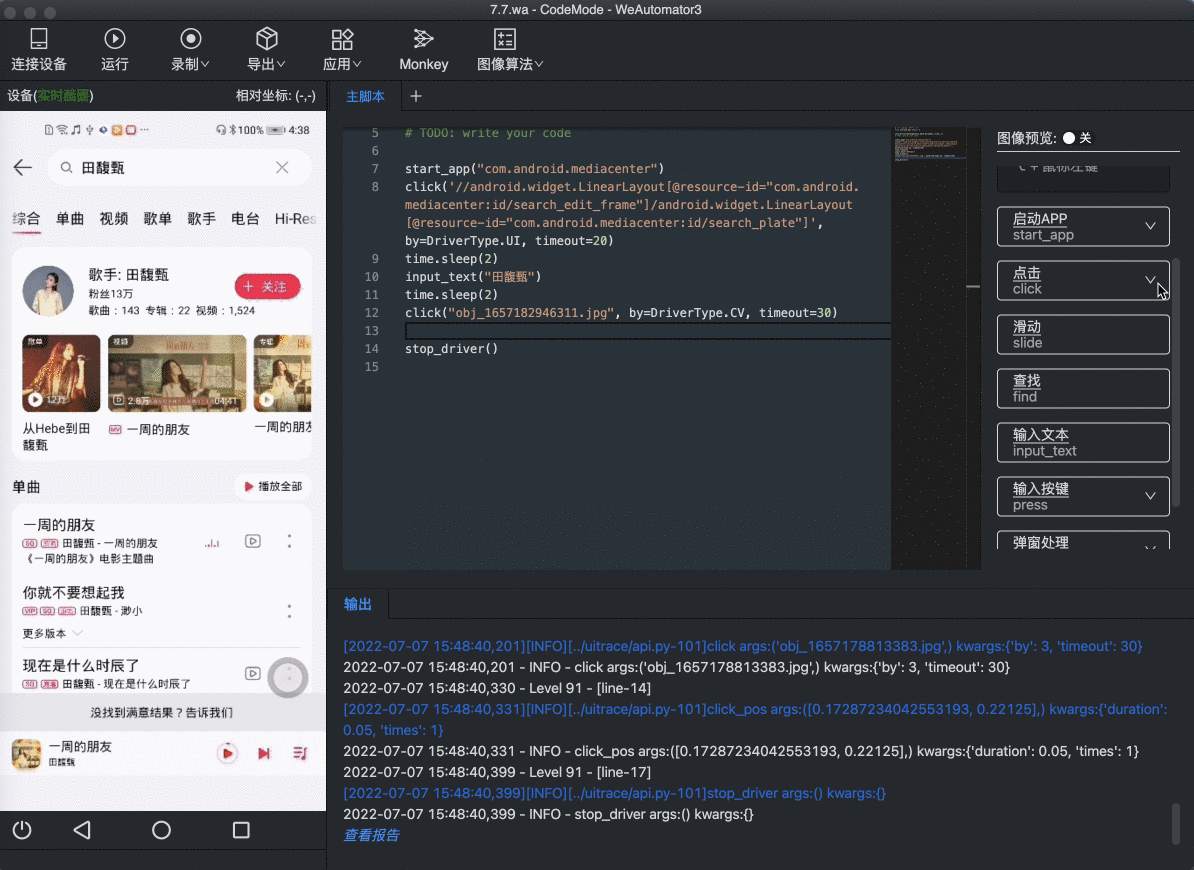 7.7.wa - CodeMode - WeAutomator3
连接设备
运行
录制
导出
应用
Monkey
图像算法
设备(实时截图)
相对坐标: (-,-)
100% 4:38
田馥甄
综合 单曲 视频 歌单 歌手 电台 Hi-Res
歌手: 田馥甄
粉丝13万
歌曲：143 专辑：22 视频：1,524
+ 关注
歌单
12万
视频
2.8万
04:41
专辑
从Hebe到田
馥甄
MV 一周的朋友
一周的朋友
单曲
播放全部
一周的朋友
SQ 田馥甄 - 一周的朋友
《一周的朋友》电影主题曲
你就不要想起我
VIP SQ 田馥甄 - 渺小
更多版本
现在是什么时辰了
SQ 田馥甄 - 现在是什么时辰了
没找到满意结果？告诉我们
一周的朋友
田馥甄
主脚本 +
5 # TODO: write your code
6
7 start_app("com.android.mediacenter")
8 click('//android.widget.LinearLayout[@resource-id="com.android.
mediacenter:id/search_edit_frame"]/android.widget.LinearLayout
[@resource-id="com.android.mediacenter:id/search_plate"]',
by=DriverType.UI, timeout=20)
9 time.sleep(2)
10 input_text("田馥甄")
11 time.sleep(2)
12 click("obj_1657182946311.jpg", by=DriverType.CV, timeout=30)
13
14 stop_driver()
15
图像预览: 关
+ 鼠标左键
启动APP
start_app
点击
click
滑动
slide
查找
find
输入文本
input_text
输入按键
press
弹窗处理
输出
[2022-07-07 15:48:40,201][INFO][../uitrace/api.py-101]click args:('obj_1657178813383.jpg',) kwargs:{'by': 3, 'timeout': 30}
2022-07-07 15:48:40,201 - INFO - click args:('obj_1657178813383.jpg',) kwargs:{'by': 3, 'timeout': 30}
2022-07-07 15:48:40,330 - Level 91 - [line-14]
[2022-07-07 15:48:40,331][INFO][../uitrace/api.py-101]click_pos args:([0.17287234042553193, 0.22125],) kwargs:{'duration':
0.05, 'times': 1}
2022-07-07 15:48:40,331 - INFO - click_pos args:([0.17287234042553193, 0.22125],) kwargs:{'duration': 0.05, 'times': 1}
2022-07-07 15:48:40,399 - Level 91 - [line-17]
[2022-07-07 15:48:40,399][INFO][../uitrace/api.py-101]stop_driver args:() kwargs:{}
2022-07-07 15:48:40,399 - INFO - stop_driver args:() kwargs:{}
查看报告